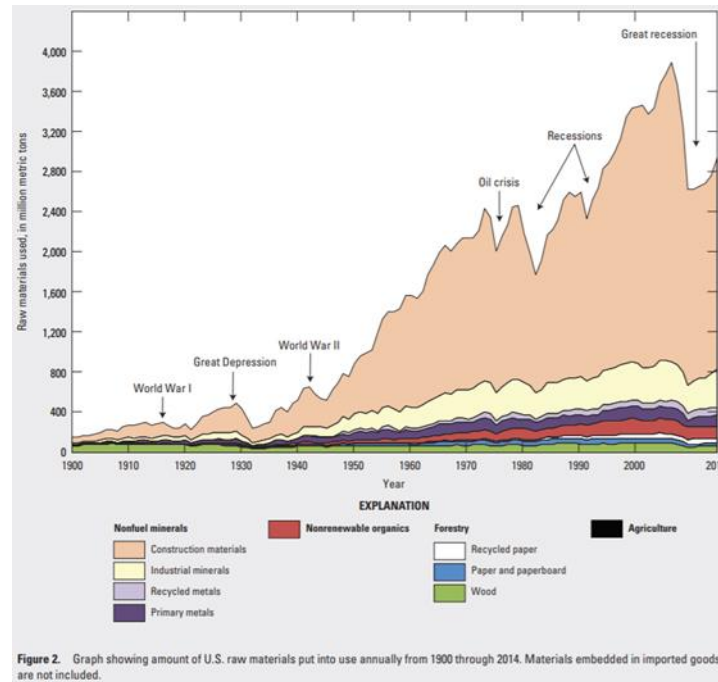 Great recession
4,000
3,600
3,200
Recessions
2,800
Oil crisis
2,400
2,000
1,600
1,200
World War II
800
Great Depression
World War I
400
0
Raw materials used, in million metric tons
1900 1910 1920 1930 1940 1950 1960 1970 1980 1990 2000
Year
EXPLANATION
Nonfuel minerals Nonrenewable organics Forestry Agriculture
Construction materials Recycled paper
Industrial minerals Paper and paperboard
Recycled metals Wood
Primary metals
Figure 2. Graph showing amount of U.S. raw materials put into use annually from 1900 through 2014. Materials embedded in imported goods
are not included.